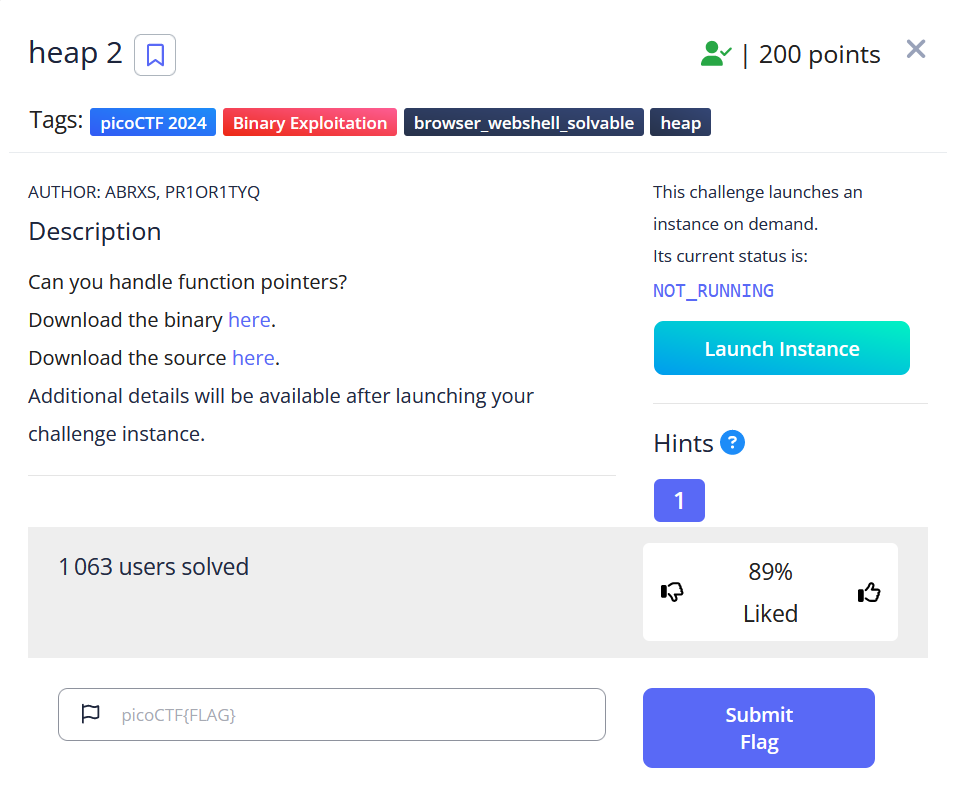 heap 2
| 200 points
Tags: picoCTF 2024 Binary Exploitation browser_webshell_solvable heap
AUTHOR: ABRXS, PR1OR1TYQ
Description
Can you handle function pointers?
Download the binary here.
Download the source here.
Additional details will be available after launching your
challenge instance.
This challenge launches an
instance on demand.
Its current status is:
NOT_RUNNING
Launch Instance
Hints ?
1
1 063 users solved
89%
Liked
picoCTF{FLAG}
Submit
Flag